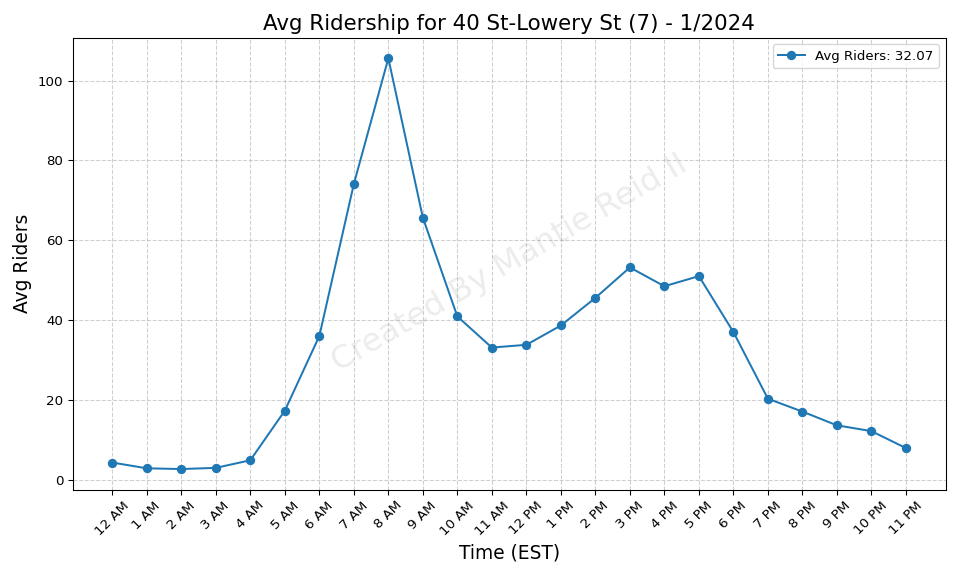 Avg Ridership for 40 St-Lowery St (7) - 1/2024
Avg Riders: 32.07
Avg Riders
100
80
60
40
20
0
Created By Mantie Reid II
12 AM
1 AM
2 AM
3 AM
4 AM
5 AM
6 AM
7 AM
8 AM
9 AM
10 AM
11 AM
12 PM
1 PM
2 PM
3 PM
4 PM
5 PM
6 PM
7 PM
8 PM
9 PM
10 PM
11 PM
Time (EST)